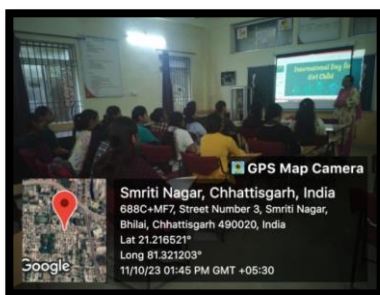 International Day for
Girl Child
GPS Map Camera
Smriti Nagar, Chhattisgarh, India
688C+MF7, Street Number 3, Smriti Nagar,
Bhilai, Chhattisgarh 490020, India
Lat 21.216521°
Long 81.321203°
11/10/23 01:45 PM GMT +05:30
Google